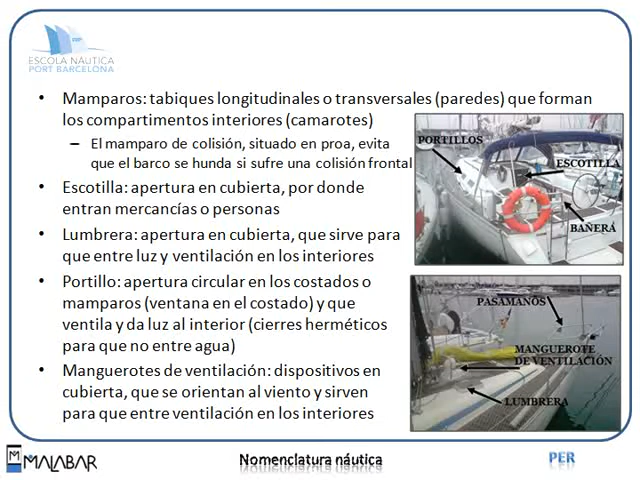 ESCOLA NÀUTICA
PORT BARCELONA
• Mamparos: tabiques longitudinales o transversales (paredes) que forman
los compartimentos interiores (camarotes)
– El mamparo de colisión, situado en proa, evita
que el barco se hunda si sufre una colisión frontal
• Escotilla: apertura en cubierta, por donde
entran mercancías o personas
• Lumbrera: apertura en cubierta, que sirve para
que entre luz y ventilación en los interiores
• Portillo: apertura circular en los costados o
mamparos (ventana en el costado) y que
ventila y da luz al interior (cierres herméticos
para que no entre agua)
• Manguerotes de ventilación: dispositivos en
cubierta, que se orientan al viento y sirven
para que entre ventilación en los interiores
PORTILLOS
ESCOTILLA
BAÑERA
PASAMANOS
MANGUEROTE
DE VENTILACIÓN
LUMBRERA
M MALABAR
Nomenclatura náutica
PER